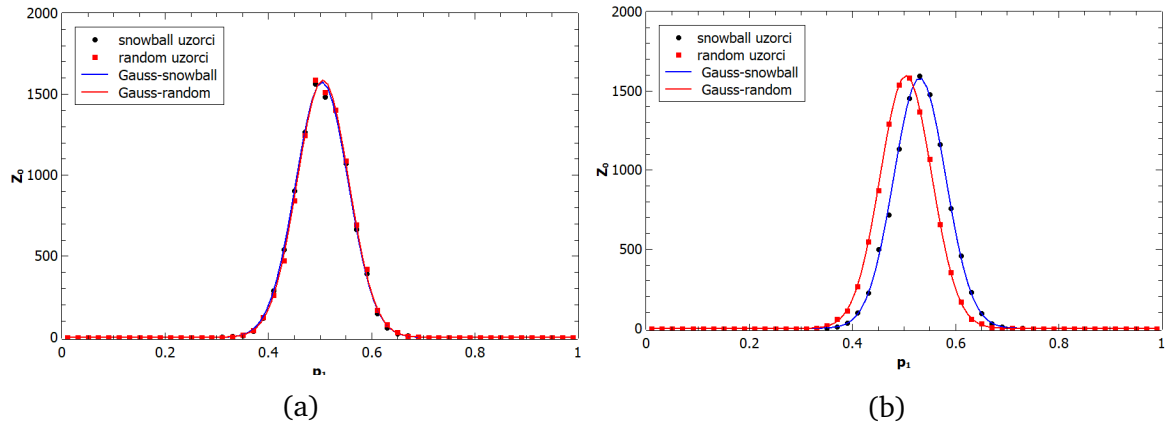 2000
snowball uzorci
random uzorci
Gauss-snowball
Gauss-random
1500
1000
500
0
Z₀
0 0.2 0.4 0.6 0.8 1
p₁
(a)
2000
snowball uzorci
random uzorci
Gauss-snowball
Gauss-random
1500
1000
500
0
Z₀
0 0.2 0.4 0.6 0.8 1
p₁
(b)